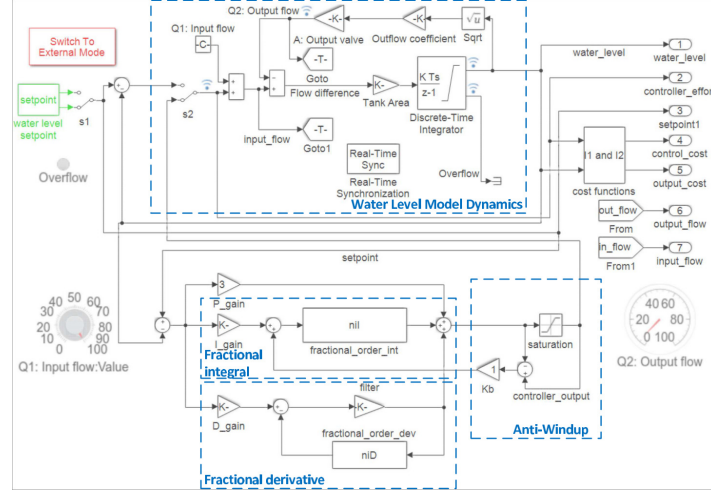 Switch To
External Mode
setpoint
water level
setpoint
s1
Overflow
Q2: Output flow
Q1: Input flow
-C-
-K-
A: Output valve
-K-
Outflow coefficient
√u
Sqrt
-T-
Goto
Flow difference
K-
Tank Area
K Ts
z-1
Discrete-Time
Integrator
s2
input_flow
-T-
Goto1
Real-Time
Sync
Real-Time
Synchronization
Overflow
Water Level Model Dynamics
water_level
1
water_level
2
controller_effor
3
setpoint1
I1 and I2
cost functions
4
control_cost
5
output_cost
out_flow
From
6
output_flow
in_flow
From1
7
input_flow
setpoint
3
P_gain
K-
I_gain
nil
fractional_order_int
Fractional
integral
saturation
1
Kb
controller_output
Anti-Windup
K-
D_gain
filter
K-
fractional_order_dev
niD
Fractional derivative
0 10 20 30 40 50 60 70 80 90 100
Q1: Input flow:Value
0 20 40 60 80 100
Q2: Output flow